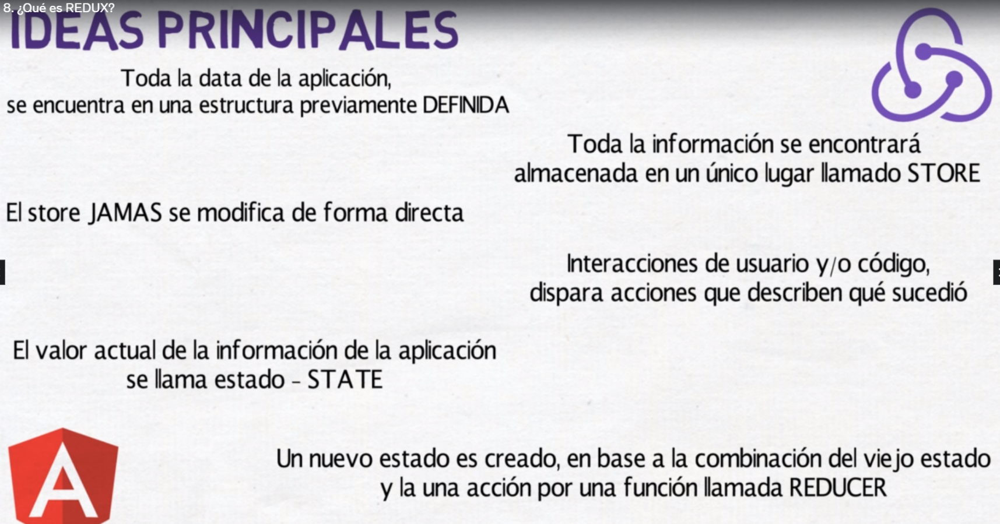 8. ¿Qué es REDUX?
IDEAS PRINCIPALES
Toda la data de la aplicación,
se encuentra en una estructura previamente DEFINIDA
Toda la información se encontrará
almacenada en un único lugar llamado STORE
El store JAMAS se modifica de forma directa
Interacciones de usuario y/o código,
dispara acciones que describen qué sucedió
El valor actual de la información de la aplicación
se llama estado - STATE
Un nuevo estado es creado, en base a la combinación del viejo estado
y la una acción por una función llamada REDUCER
A